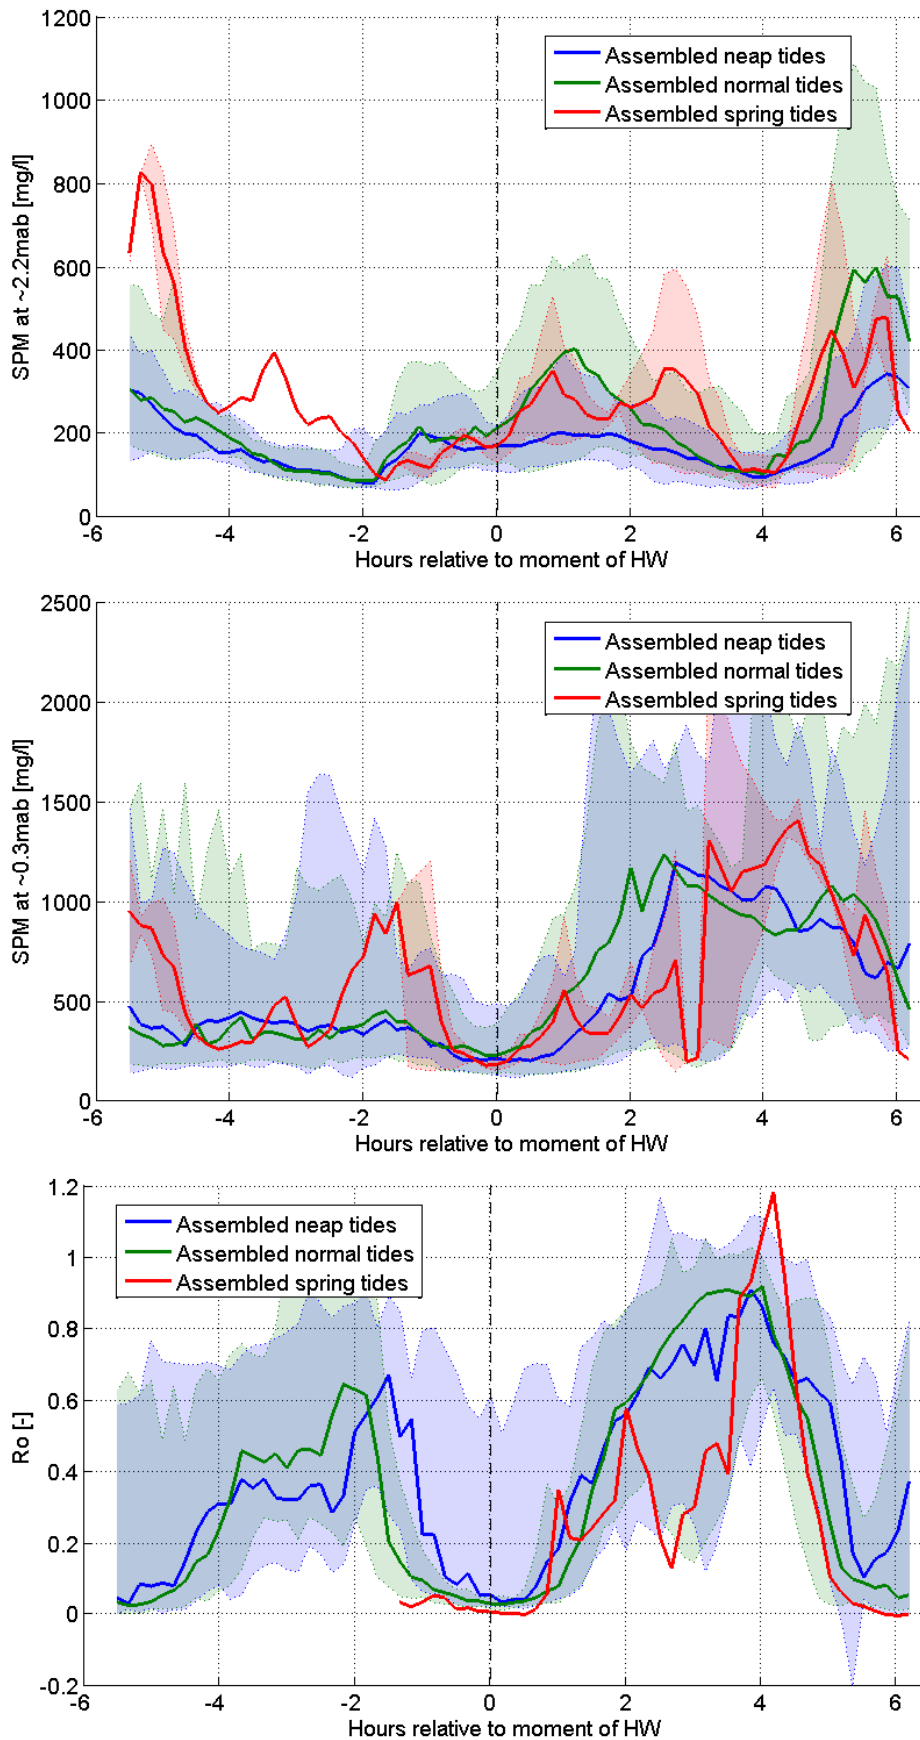 1200
1000
800
600
400
200
0
SPM at ~2.2mab [mg/l]
Assembled neap tides
Assembled normal tides
Assembled spring tides
-6 -4 -2 0 2 4 6
Hours relative to moment of HW
2500
2000
1500
1000
500
0
SPM at ~0.3mab [mg/l]
Assembled neap tides
Assembled normal tides
Assembled spring tides
-6 -4 -2 0 2 4 6
Hours relative to moment of HW
1.2
1
0.8
0.6
0.4
0.2
0
-0.2
Ro [-]
Assembled neap tides
Assembled normal tides
Assembled spring tides
-6 -4 -2 0 2 4 6
Hours relative to moment of HW